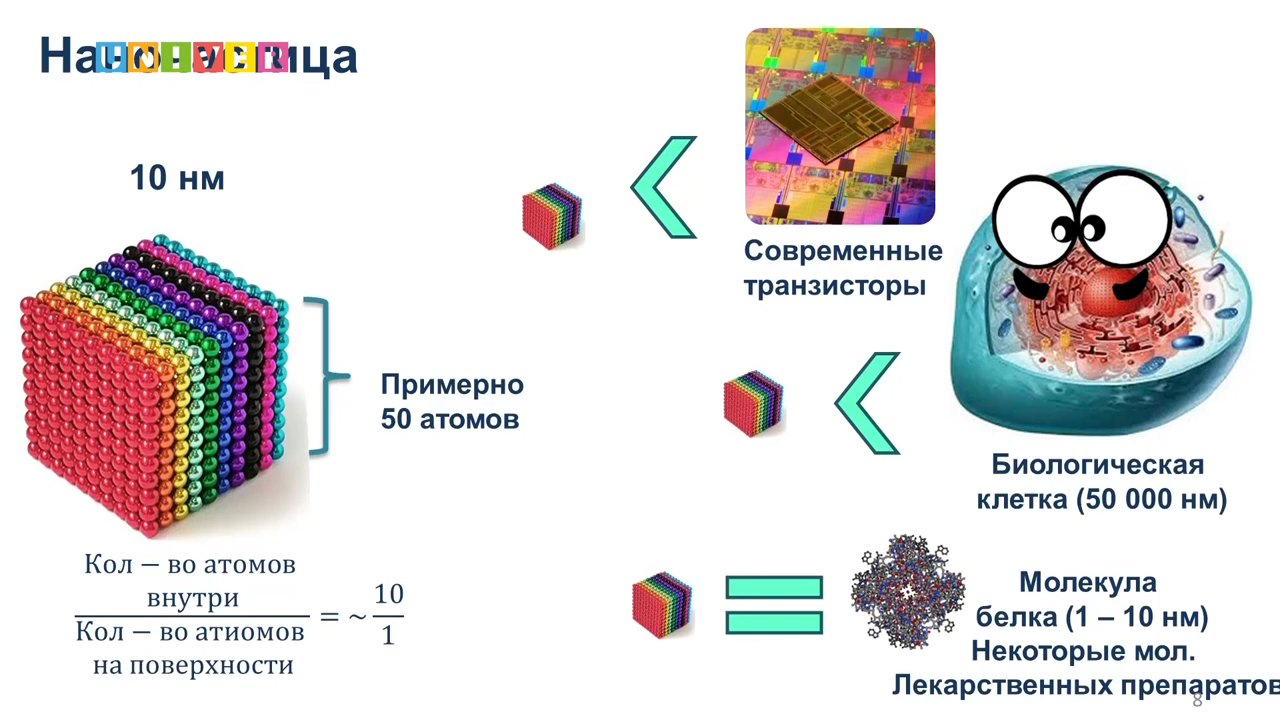 Наночастица
UNIVER
10 нм
Примерно
50 атомов
Кол − во атомов
внутри
Кол − во атиомов
на поверхности
= ~
10
1
Современные
транзисторы
Биологическая
клетка (50 000 нм)
Молекула
белка (1 – 10 нм)
Некоторые мол.
Лекарственных препаратов
8